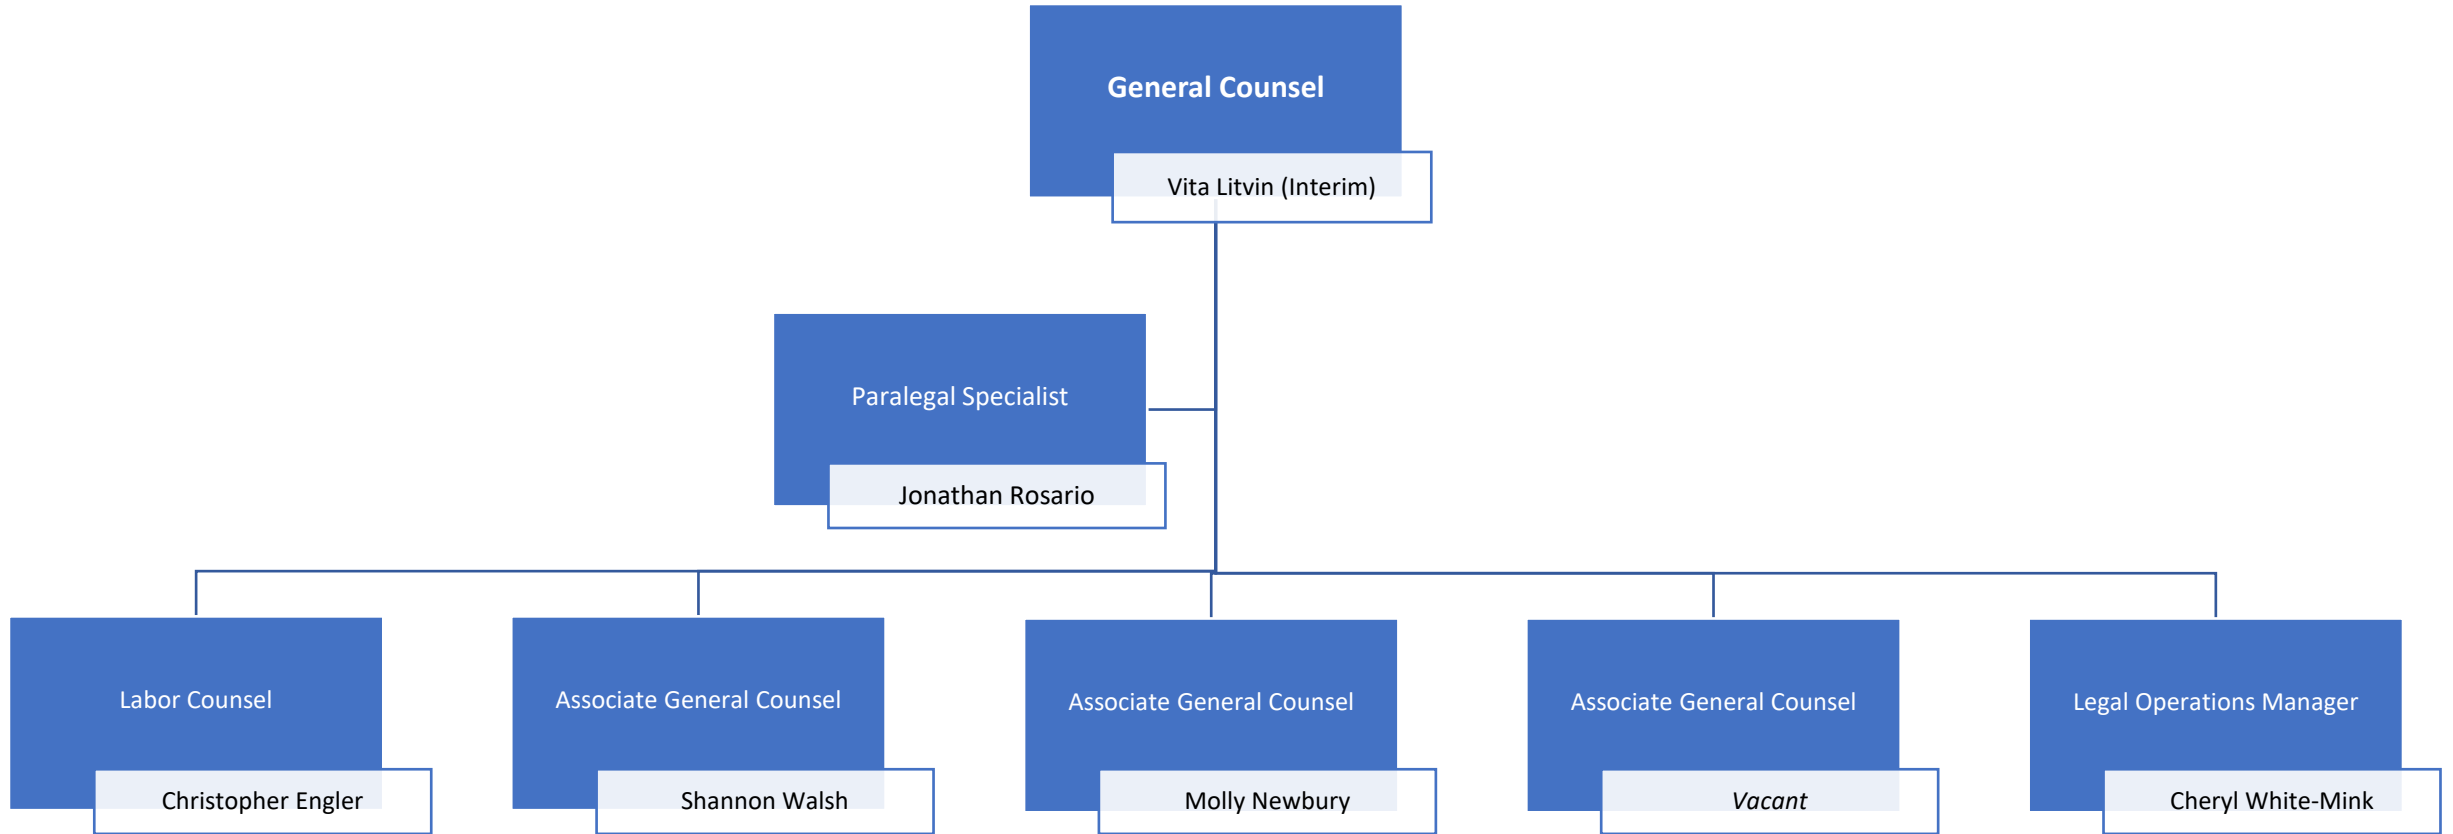 General Counsel
Vita Litvin (Interim)
Paralegal Specialist
Jonathan Rosario
Labor Counsel
Christopher Engler
Associate General Counsel
Shannon Walsh
Associate General Counsel
Molly Newbury
Associate General Counsel
Vacant
Legal Operations Manager
Cheryl White-Mink